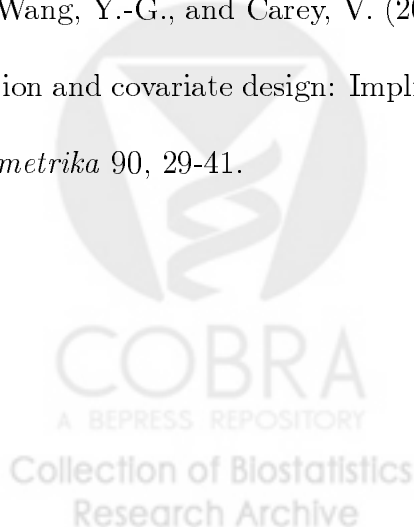 Wang, Y.-G., and Carey, V. (20
ion and covariate design: Impli
metrika 90, 29-41.
COBRA
A BEPRESS REPOSITORY
Collection of Biostatistics
Research Archive